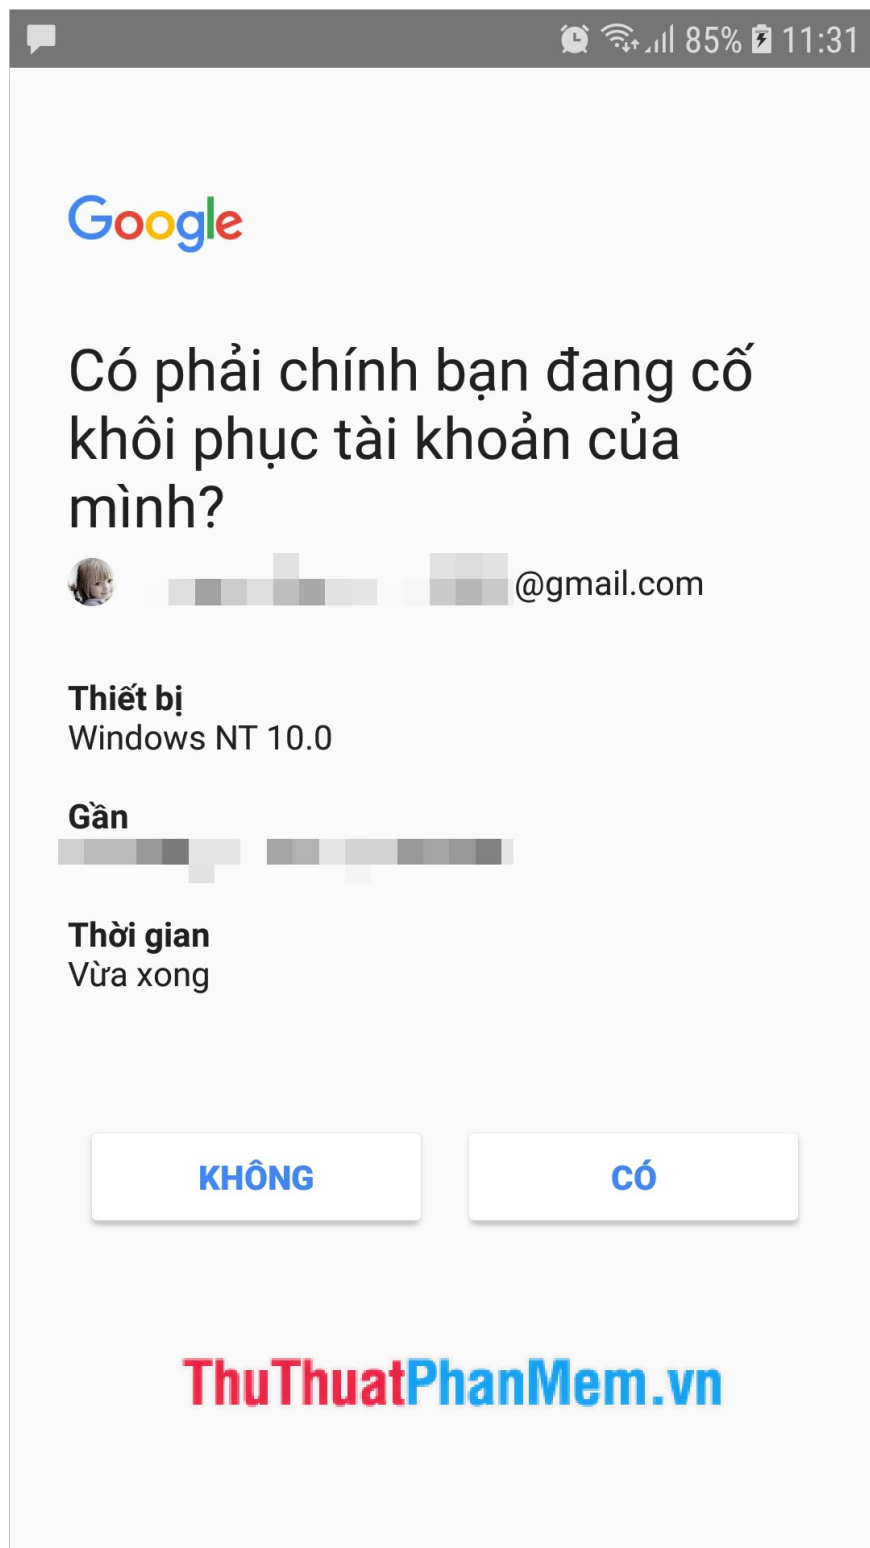 85% 11:31
Google
Có phải chính bạn đang cố
khôi phục tài khoản của
mình?
@gmail.com
Thiết bị
Windows NT 10.0
Gần
Thời gian
Vừa xong
KHÔNG CÓ
ThuThuatPhanMem.vn